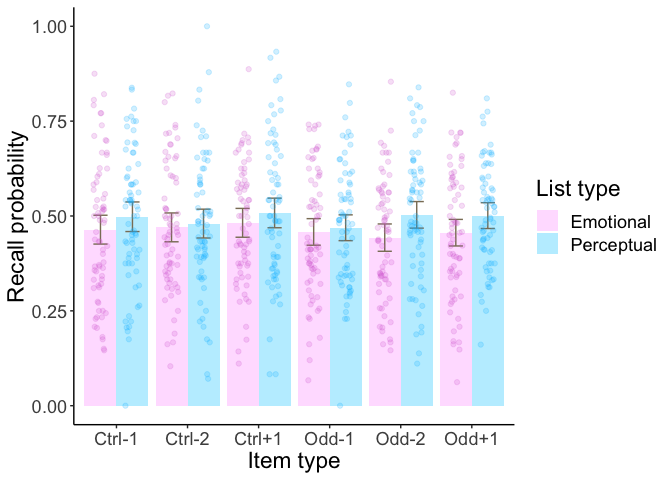 1.00
0.75
0.50
0.25
0.00
Recall probability
Ctrl-1 Ctrl-2 Ctrl+1 Odd-1 Odd-2 Odd+1
Item type
List type
Emotional
Perceptual